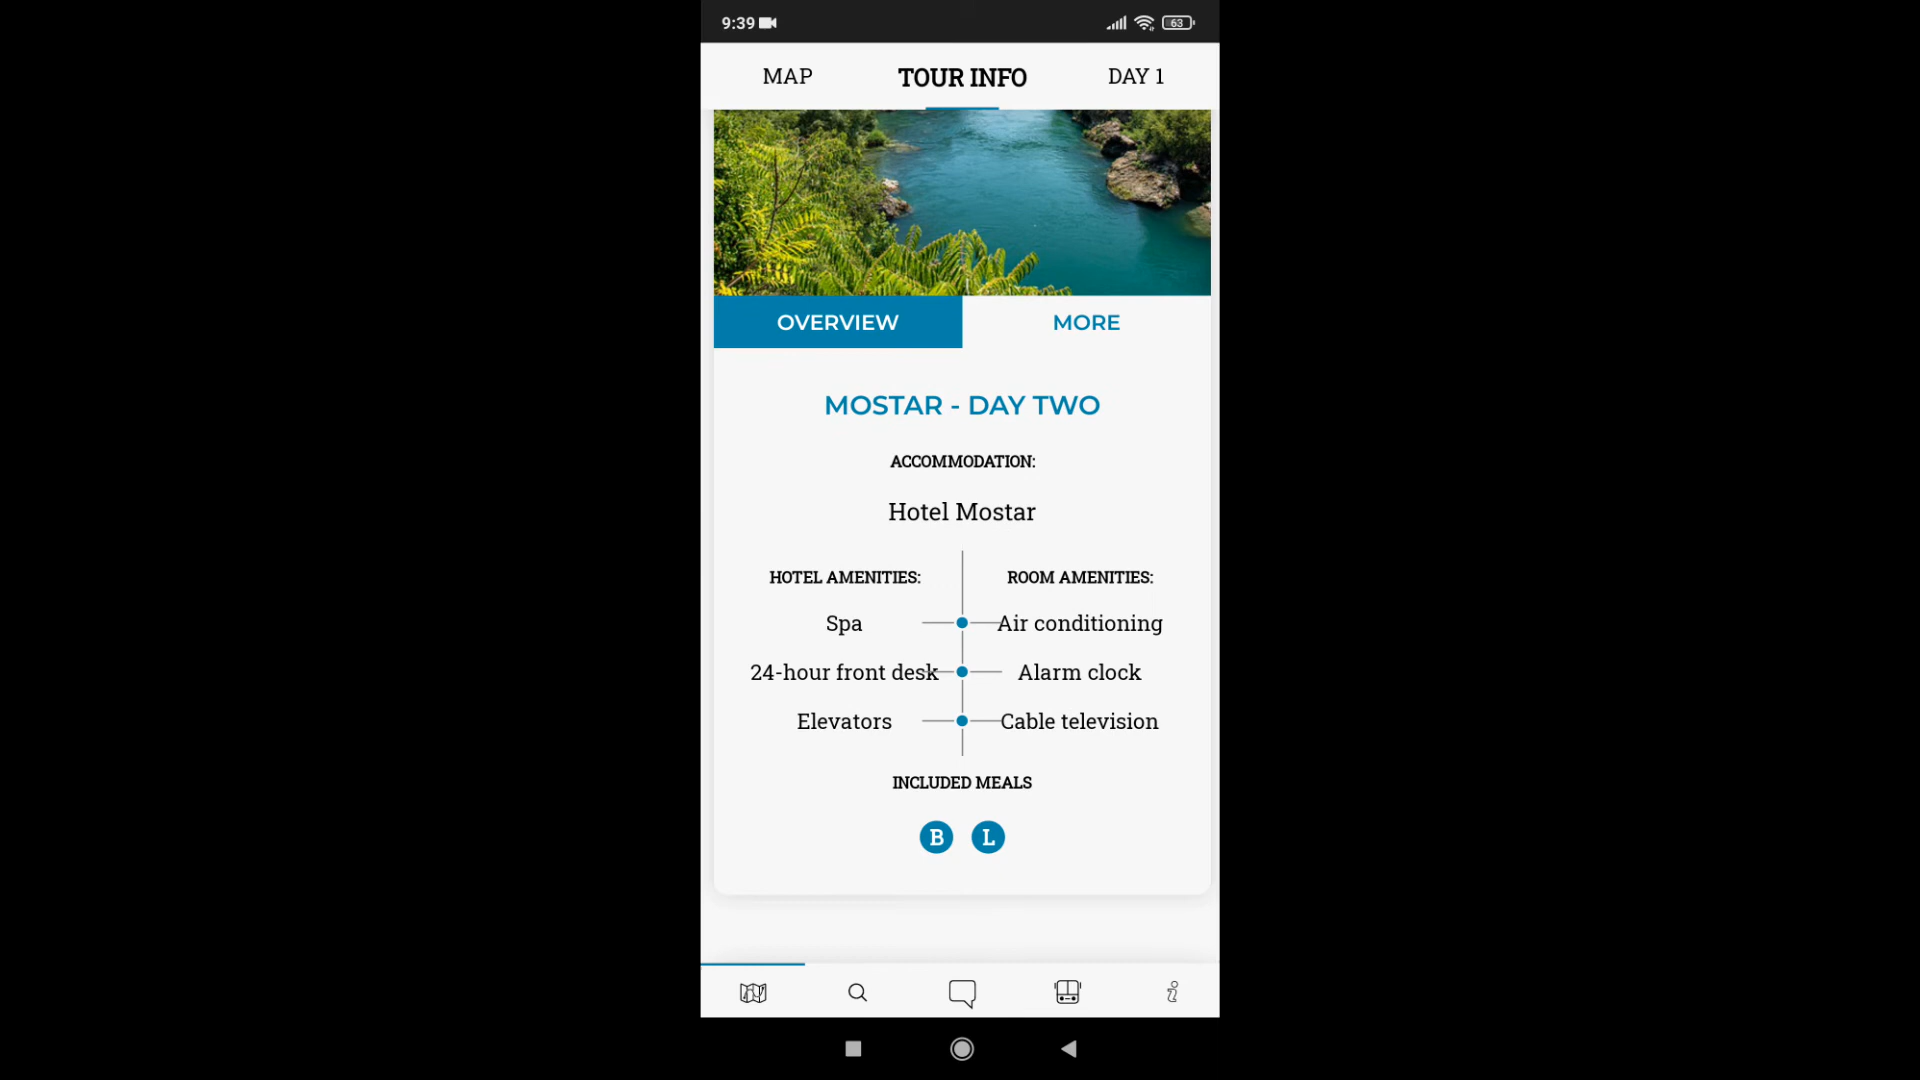 9:39
63
MAP TOUR INFO DAY 1
OVERVIEW MORE
MOSTAR - DAY TWO
ACCOMMODATION:
Hotel Mostar
HOTEL AMENITIES: ROOM AMENITIES:
Spa Air conditioning
24-hour front desk Alarm clock
Elevators Cable television
INCLUDED MEALS
B L